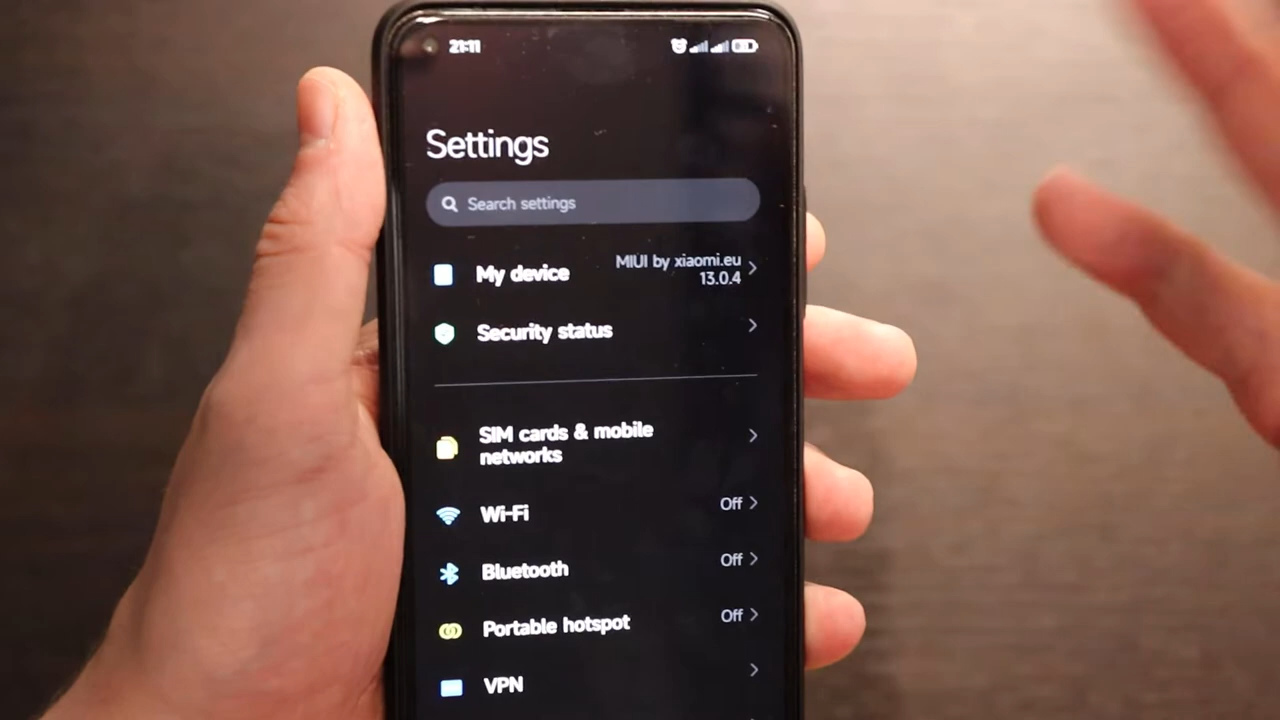 21:11
Settings
Search settings
My device
MIUI by xiaomi.eu
13.0.4
Security status
SIM cards & mobile
networks
Wi-Fi
Off
Bluetooth
Off
Portable hotspot
Off
VPN